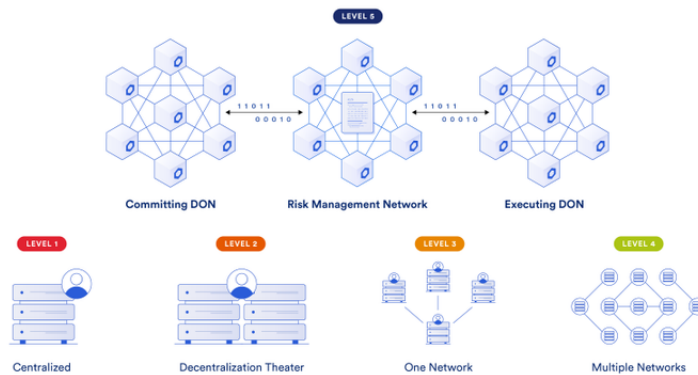 LEVEL 5
11011
00010
11011
00010
Committing DON
Risk Management Network
Executing DON
LEVEL 1
LEVEL 2
LEVEL 3
LEVEL 4
Centralized
Decentralization Theater
One Network
Multiple Networks